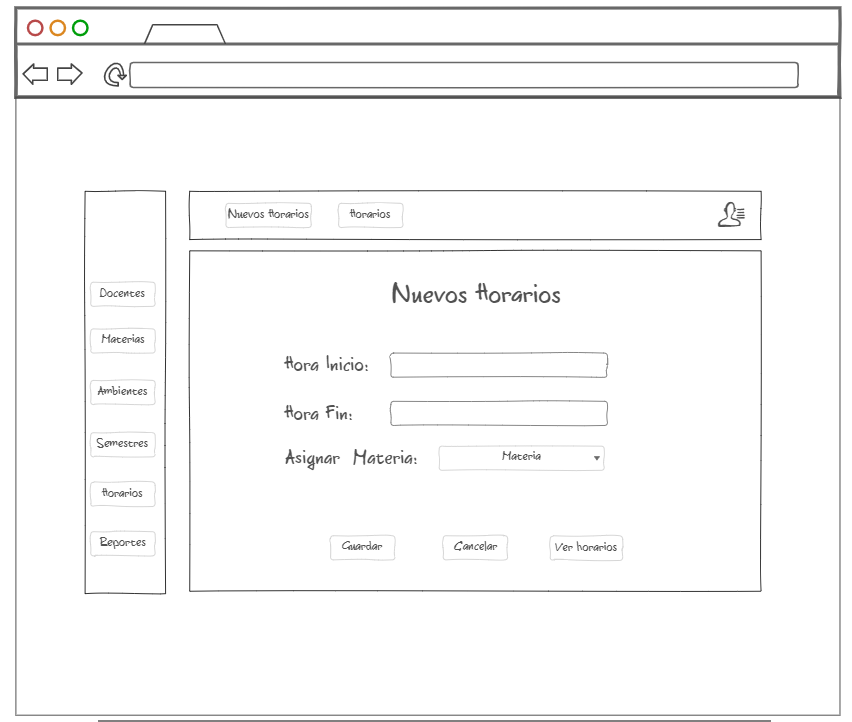 Nuevos Horarios
Horarios
Docentes
Materias
Ambientes
Semestres
Horarios
Reportes
Nuevos Horarios
Hora Inicio:
Hora Fin:
Asignar Materia:
Materia
Guardar
Cancelar
Ver horarios